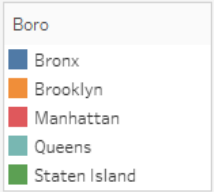 Boro
Bronx
Brooklyn
Manhattan
Queens
Staten Island